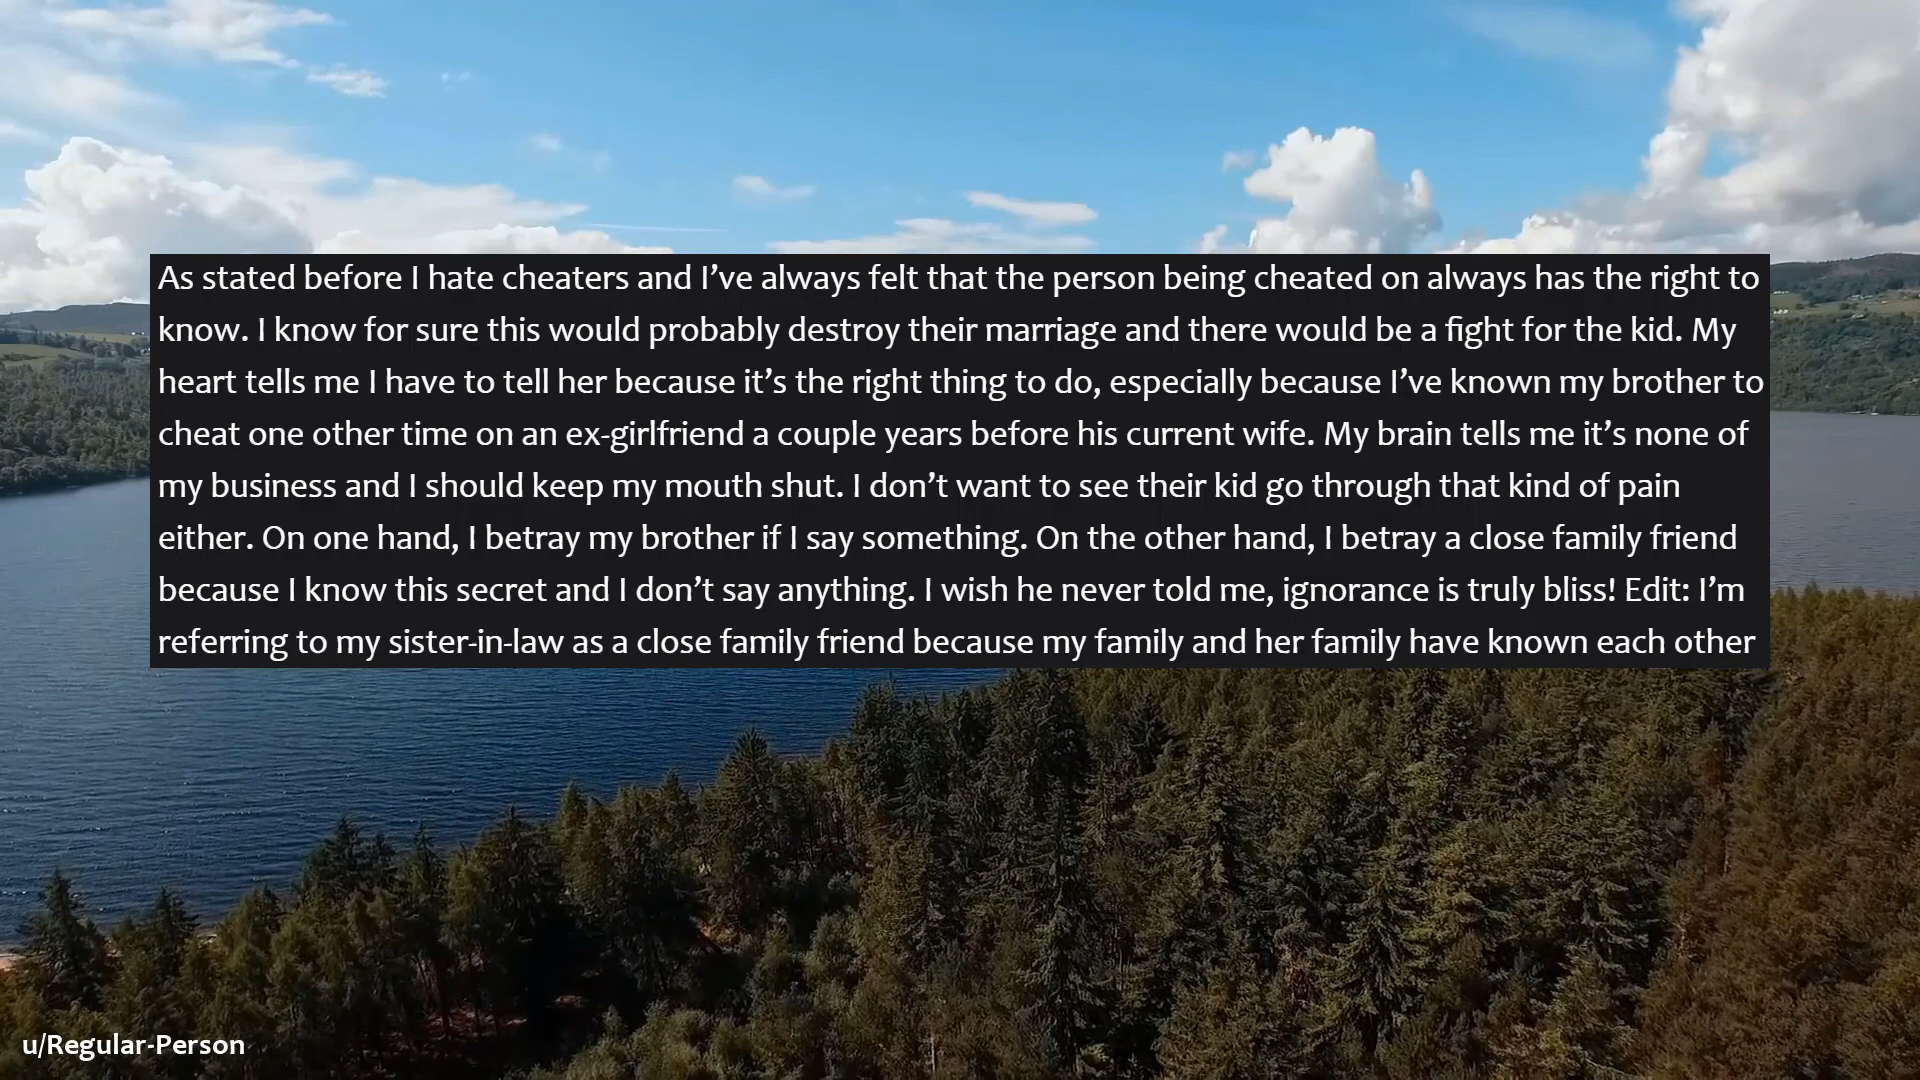 As stated before I hate cheaters and I’ve always felt that the person being cheated on always has the right to
know. I know for sure this would probably destroy their marriage and there would be a fight for the kid. My
heart tells me I have to tell her because it’s the right thing to do, especially because I’ve known my brother to
cheat one other time on an ex-girlfriend a couple years before his current wife. My brain tells me it’s none of
my business and I should keep my mouth shut. I don’t want to see their kid go through that kind of pain
either. On one hand, I betray my brother if I say something. On the other hand, I betray a close family friend
because I know this secret and I don’t say anything. I wish he never told me, ignorance is truly bliss! Edit: I’m
referring to my sister-in-law as a close family friend because my family and her family have known each other
u/Regular-Person